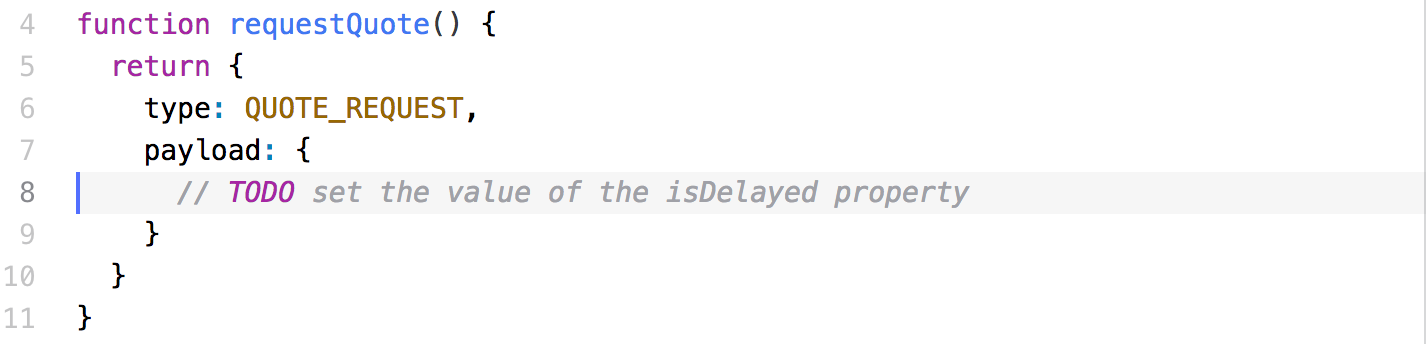 4 function requestQuote() {
5 return {
6 type: QUOTE_REQUEST,
7 payload: {
8 // TODO set the value of the isDelayed property
9 }
10 }
11 }